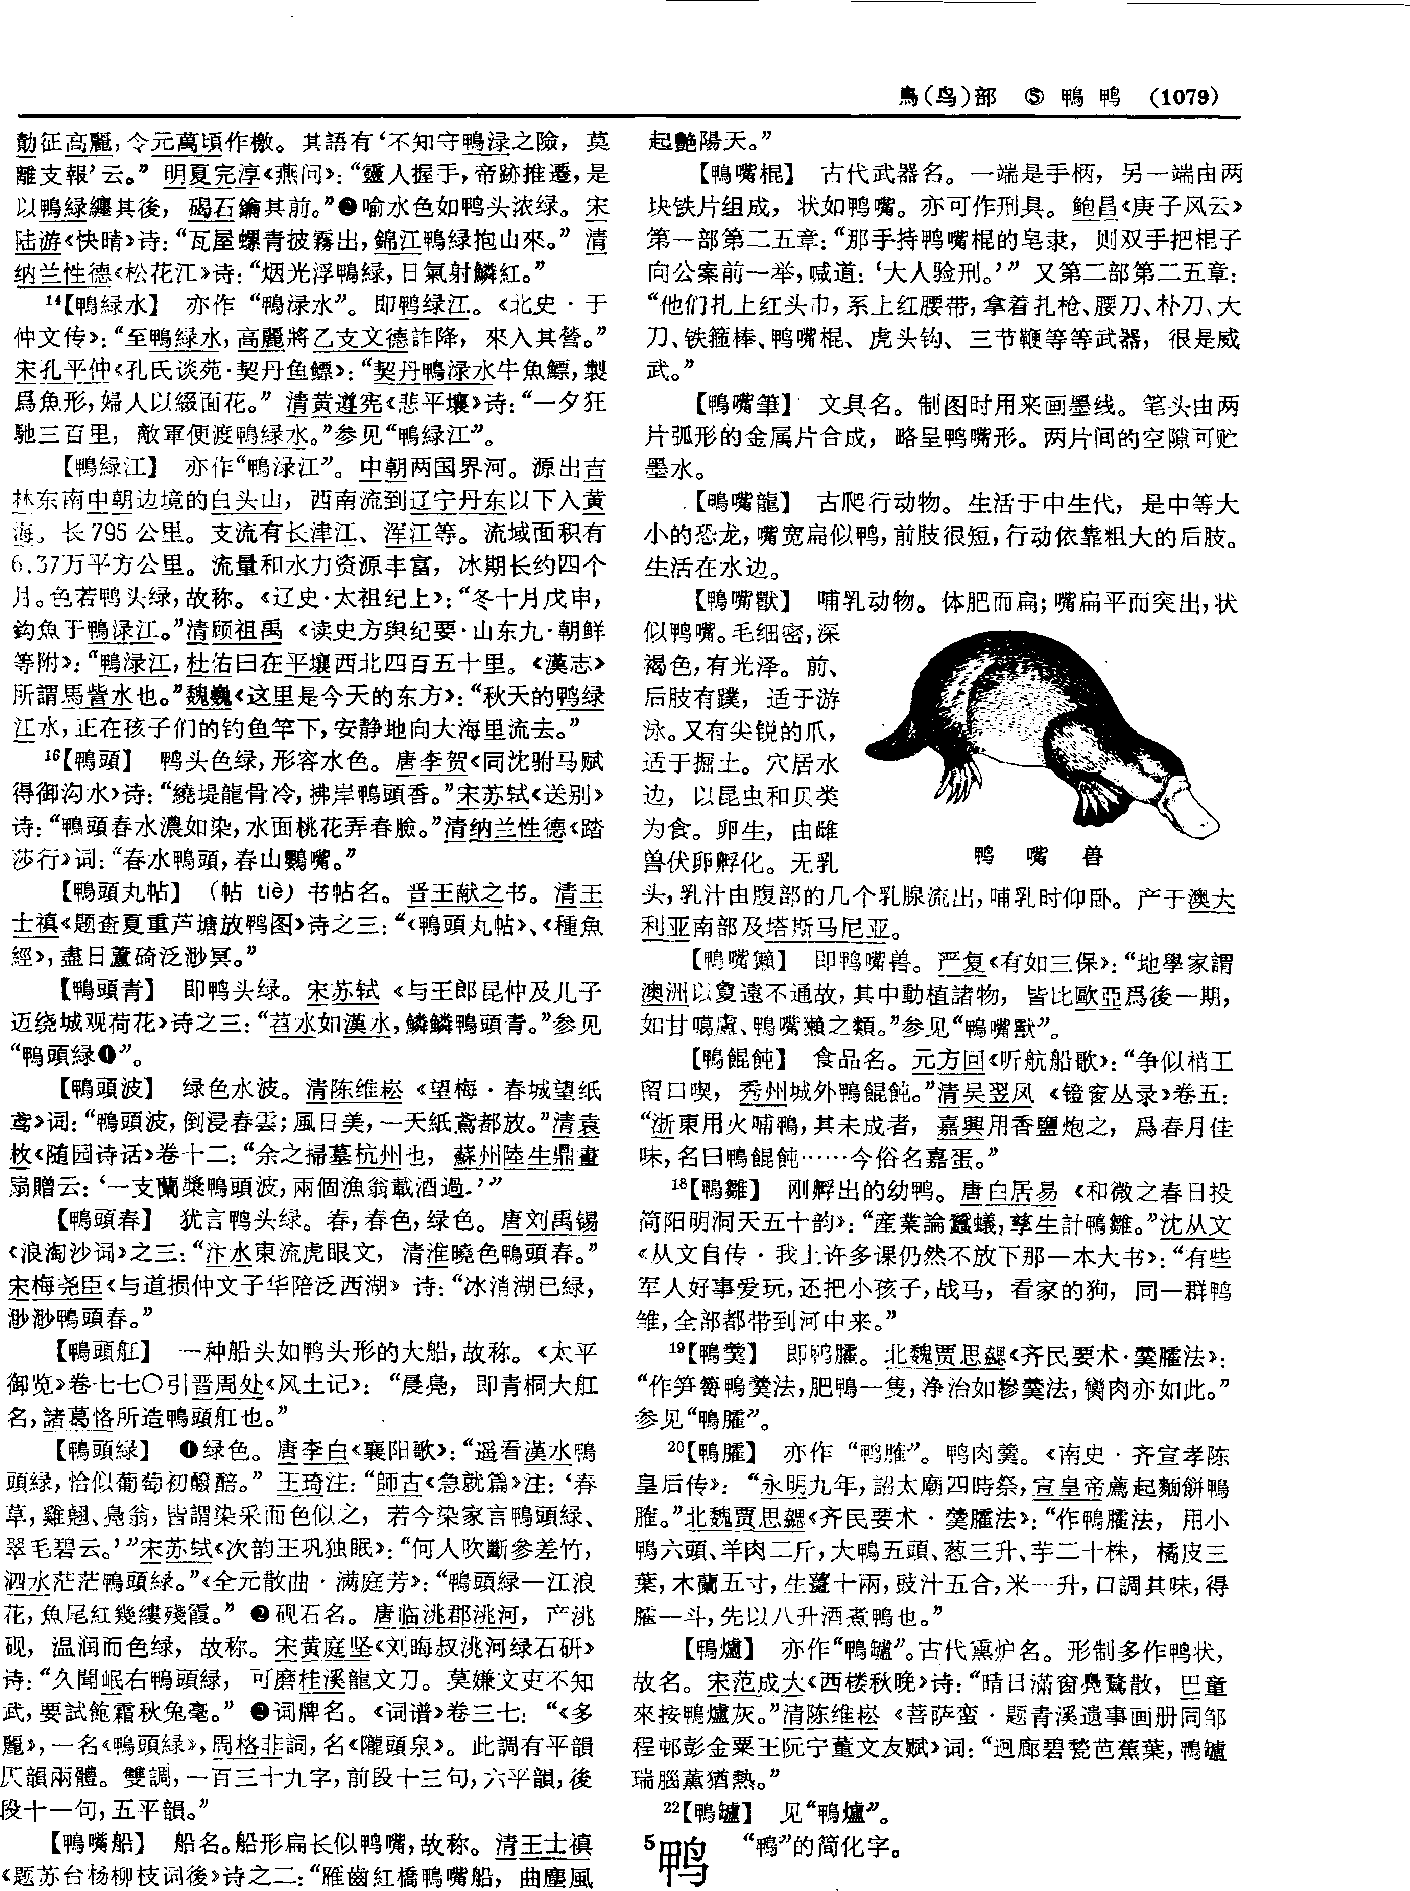 鳥(鸟)部 ⑤ 鴨 鸭 (1079)
勣征高麗，令元萬頃作檄。其語有‘不知守鴨渌之險，莫
離支報’云。”明夏完淳《燕问》：“靈人握手，帝跡推遷，是
以鴨緑纏其後，碣石鑰其前。”❷喻水色如鸭头浓绿。宋
陆游《快晴》诗：“瓦屋螺青披霧出，錦江鴨緑抱山來。”清
纳兰性德《松花江》诗：“烟光浮鴨緑，日氣射鱗紅。”
14【鴨緑水】 亦作“鴨渌水”。即鸭绿江。《北史·于
仲文传》：“至鴨緑水，高麗將乙支文德詐降，來入其營。”
宋孔平仲《孔氏谈苑·契丹鱼鳔》：“契丹鴨渌水牛魚鰾，製
爲魚形，婦人以綴面花。”清黄遵宪《悲平壤》诗：“一夕狂
馳三百里，敵軍便渡鴨緑水。”参见“鴨緑江”。
【鴨緑江】 亦作“鴨渌江”。中朝两国界河。源出吉
林东南中朝边境的白头山，西南流到辽宁丹东以下入黄
海。长795公里。支流有长津江、浑江等。流域面积有
6.37万平方公里。流量和水力资源丰富，冰期长约四个
月。色若鸭头绿，故称。《辽史·太祖纪上》：“冬十月戊申，
鈎魚于鴨渌江。”清顾祖禹《读史方舆纪要·山东九·朝鲜
等附》：“鴨渌江，杜佑曰在平壤西北四百五十里。《漢志》
所謂馬訾水也。”魏巍《这里是今天的东方》：“秋天的鸭绿
江水，正在孩子们的钓鱼竿下，安静地向大海里流去。”
16【鴨頭】 鸭头色绿，形容水色。唐李贺《同沈驸马赋
得御沟水》诗：“繞堤龍骨冷，拂岸鴨頭香。”宋苏轼《送别》
诗：“鴨頭春水濃如染，水面桃花弄春臉。”清纳兰性德《踏
莎行》词：“春水鴨頭，春山鸚嘴。”
【鴨頭丸帖】 （帖 tiè）书帖名。晋王献之书。清王
士禛《题查夏重芦塘放鸭图》诗之三：“《鴨頭丸帖》、《種魚
經》，盡日蘆碕泛渺冥。”
【鴨頭青】 即鸭头绿。宋苏轼《与王郎昆仲及儿子
迈绕城观荷花》诗之三：“苕水如漢水，鱗鱗鴨頭青。”参见
“鴨頭緑❶”。
【鴨頭波】 绿色水波。清陈维崧《望梅·春城望纸
鸢》词：“鴨頭波，倒浸春雲；風日美，一天紙鳶都放。”清袁
枚《随园诗话》卷十二：“余之掃墓杭州也，蘇州陸生鼎畫
扇贈云：‘一支蘭槳鴨頭波，兩個漁翁載酒過。’”
【鴨頭春】 犹言鸭头绿。春，春色，绿色。唐刘禹锡
《浪淘沙词》之三：“汴水東流虎眼文，清淮曉色鴨頭春。”
宋梅尧臣《与道损仲文子华陪泛西湖》诗：“冰消湖已緑，
渺渺鴨頭春。”
【鴨頭舡】 一种船头如鸭头形的大船，故称。《太平
御览》卷七七〇引晋周处《风土记》：“晨鳧，即青桐大舡
名，諸葛恪所造鴨頭舡也。”
【鴨頭緑】 ❶绿色。唐李白《襄阳歌》：“遥看漢水鴨
頭緑，恰似葡萄初醱醅。”王琦注：“師古《急就篇》注：‘春
草，雞翹、鳧翁，皆謂染采而色似之，若今染家言鴨頭緑、
翠毛碧云。’”宋苏轼《次韵王巩独眠》：“何人吹斷參差竹，
泗水茫茫鴨頭緑。”《全元散曲·满庭芳》：“鴨頭緑一江浪
花，魚尾紅幾縷殘霞。”❷砚石名。唐临洮郡洮河，产洮
砚，温润而色绿，故称。宋黄庭坚《刘晦叔洮河绿石研》
诗：“久聞岷右鴨頭緑，可磨桂溪龍文刀。莫嫌文吏不知
武，要試飽霜秋兔毫。”❸词牌名。《词谱》卷三七：“《多
麗》，一名《鴨頭緑》，周格非詞，名《隴頭泉》。此調有平韻
仄韻兩體。雙調，一百三十九字，前段十三句，六平韻，後
段十一句，五平韻。”
【鴨嘴船】 船名。船形扁长似鸭嘴，故称。清王士禛
《题苏台杨柳枝词後》诗之二：“雁齒紅橋鴨嘴船，曲塵風
起艷陽天。”
【鴨嘴棍】 古代武器名。一端是手柄，另一端由两
块铁片组成，状如鸭嘴。亦可作刑具。鲍昌《庚子风云》
第一部第二五章：“那手持鸭嘴棍的皂隶，则双手把棍子
向公案前一举，喊道：‘大人验刑。’”又第二部第二五章：
“他们扎上红头巾，系上红腰带，拿着扎枪、腰刀、朴刀、大
刀、铁箍棒、鸭嘴棍、虎头钩、三节鞭等等武器，很是威
武。”
【鴨嘴筆】 文具名。制图时用来画墨线。笔头由两
片弧形的金属片合成，略呈鸭嘴形。两片间的空隙可贮
墨水。
【鴨嘴龍】 古爬行动物。生活于中生代，是中等大
小的恐龙，嘴宽扁似鸭，前肢很短，行动依靠粗大的后肢。
生活在水边。
【鴨嘴獸】 哺乳动物。体肥而扁；嘴扁平而突出，状
似鸭嘴。毛细密，深
褐色，有光泽。前、
后肢有蹼，适于游
泳。又有尖锐的爪，
适于掘土。穴居水
边，以昆虫和贝类
为食。卵生，由雌
兽伏卵孵化。无乳
鸭 嘴 兽
头，乳汁由腹部的几个乳腺流出，哺乳时仰卧。产于澳大
利亚南部及塔斯马尼亚。
【鴨嘴獺】 即鸭嘴兽。严复《有如三保》：“地學家謂
澳洲以敻遠不通故，其中動植諸物，皆比歐亞爲後一期，
如甘噶盧、鴨嘴獺之類。”参见“鴨嘴獸”。
【鴨餛飩】 食品名。元方回《听航船歌》：“争似梢工
留口喫，秀州城外鴨餛飩。”清吴翌凤《镫窗丛录》卷五：
“浙東用火哺鴨，其未成者，嘉興用香鹽炮之，爲春月佳
味，名曰鴨餛飩……今俗名嘉蛋。”
18【鴨雛】 刚孵出的幼鸭。唐白居易《和微之春日投
简阳明洞天五十韵》：“産業論蠶蟻，孳生計鴨雛。”沈从文
《从文自传·我上许多课仍然不放下那一本大书》：“有些
军人好事爱玩，还把小孩子，战马，看家的狗，同一群鸭
雏，全部都带到河中来。”
19【鴨羹】 即鸭臛。北魏贾思勰《齐民要术·羹臛法》：
“作笋𥬠鴨羹法，肥鴨一隻，净治如糁羹法，臠肉亦如此。”
参见“鴨臛”。
20【鴨臛】 亦作“鸭脽”。鸭肉羹。《南史·齐宣孝陈
皇后传》：“永明九年，詔太廟四時祭，宣皇帝薦起麵餅鴨
脽。”北魏贾思勰《齐民要术·羹臛法》：“作鴨臛法，用小
鴨六頭、羊肉二斤，大鴨五頭、葱三升、芋二十株，橘皮三
葉，木蘭五寸，生薑十兩，豉汁五合，米一升，口調其味，得
臛一斗，先以八升酒煮鴨也。”
【鴨爐】 亦作“鴨罏”。古代熏炉名。形制多作鸭状，
故名。宋范成大《西楼秋晚》诗：“晴日滿窗鳧鶩散，巴童
來按鴨爐灰。”清陈维崧《菩萨蛮·题青溪遗事画册同邹
程邨彭金粟王阮亭董文友赋》词：“迴廊碧甃芭蕉葉，鴨罏
瑞腦薰猶熱。”
22【鴨罏】 见“鴨爐”。
5鸭 “鴨”的简化字。